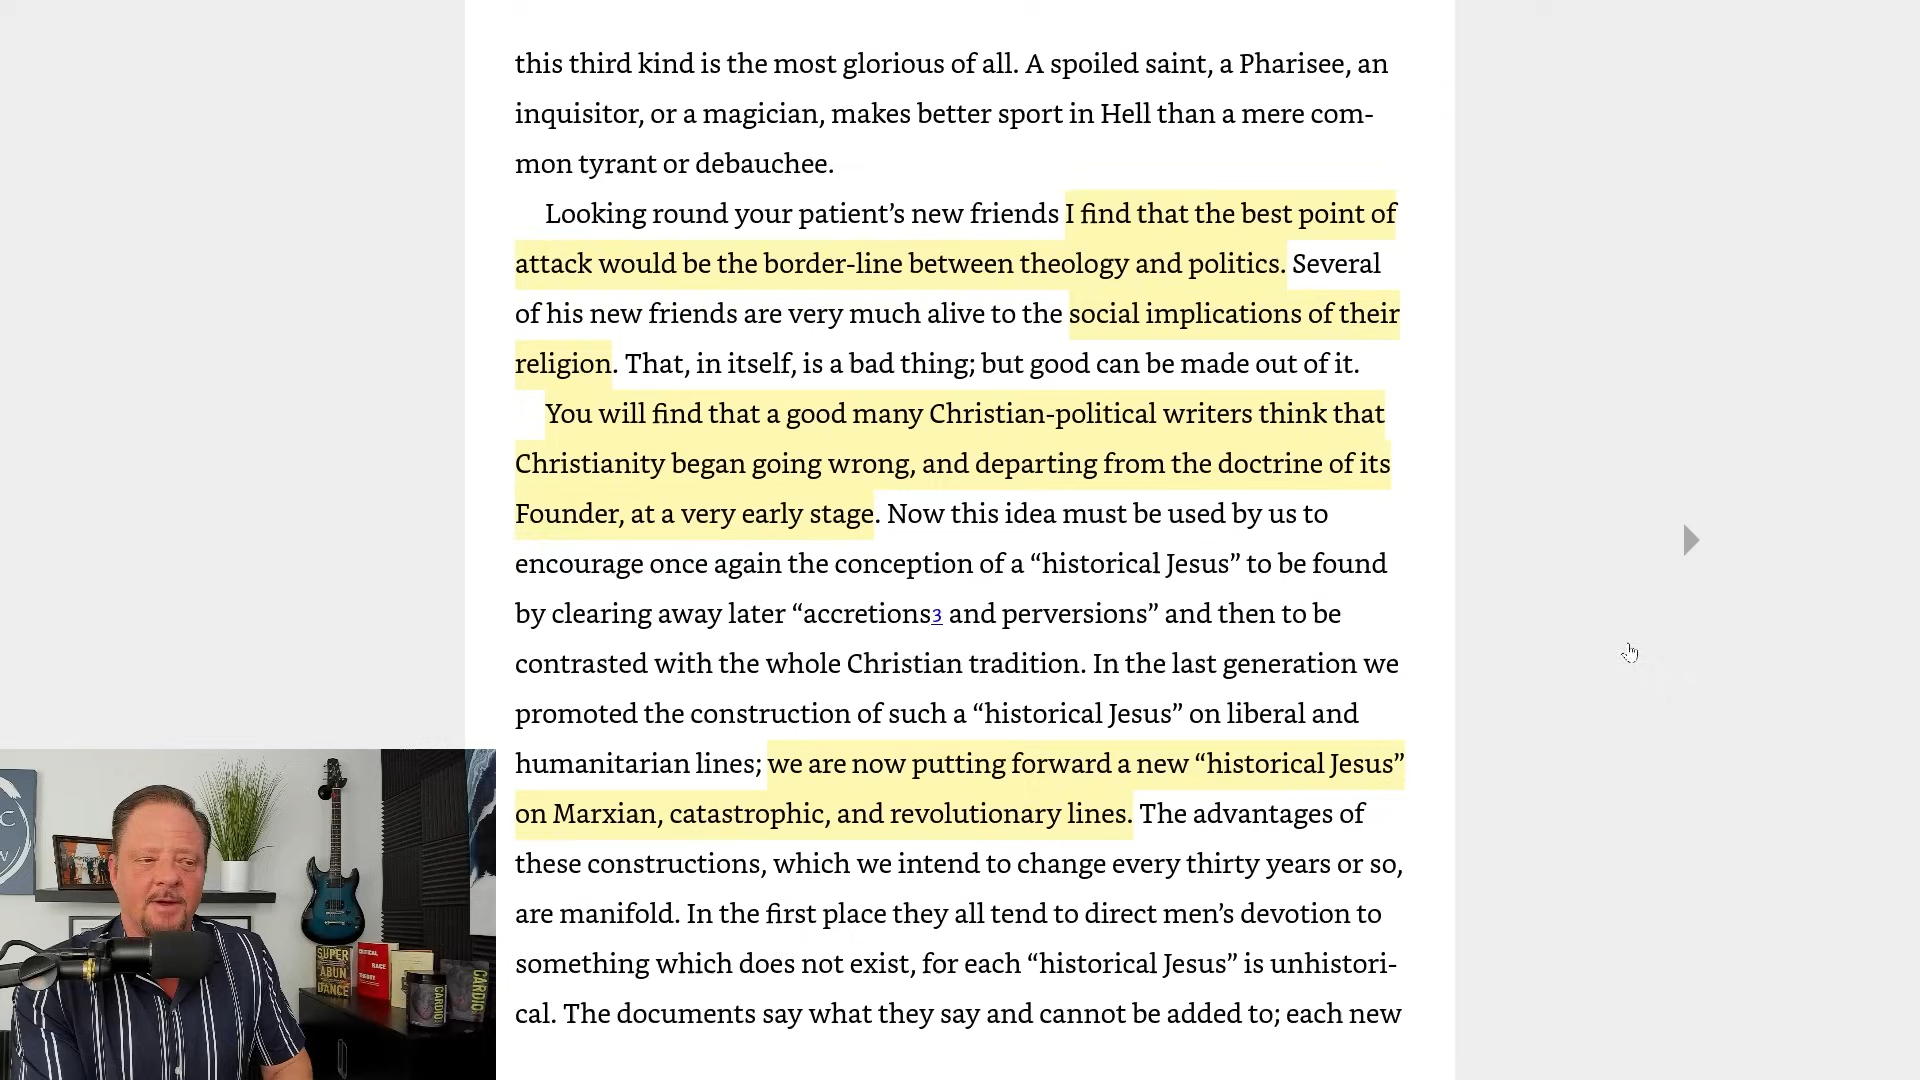 this third kind is the most glorious of all. A spoiled saint, a Pharisee, an
inquisitor, or a magician, makes better sport in Hell than a mere com-
mon tyrant or debauchee.
Looking round your patient’s new friends I find that the best point of
attack would be the border-line between theology and politics. Several
of his new friends are very much alive to the social implications of their
religion. That, in itself, is a bad thing; but good can be made out of it.
You will find that a good many Christian-political writers think that
Christianity began going wrong, and departing from the doctrine of its
Founder, at a very early stage. Now this idea must be used by us to
encourage once again the conception of a “historical Jesus” to be found
by clearing away later “accretions3 and perversions” and then to be
contrasted with the whole Christian tradition. In the last generation we
promoted the construction of such a “historical Jesus” on liberal and
humanitarian lines; we are now putting forward a new “historical Jesus”
on Marxian, catastrophic, and revolutionary lines. The advantages of
these constructions, which we intend to change every thirty years or so,
are manifold. In the first place they all tend to direct men’s devotion to
something which does not exist, for each “historical Jesus” is unhistori-
cal. The documents say what they say and cannot be added to; each new
C
W
SUPER
ABUN
DANCE
CRITICAL
RACE
THEORY
CARDIO
CARDIO